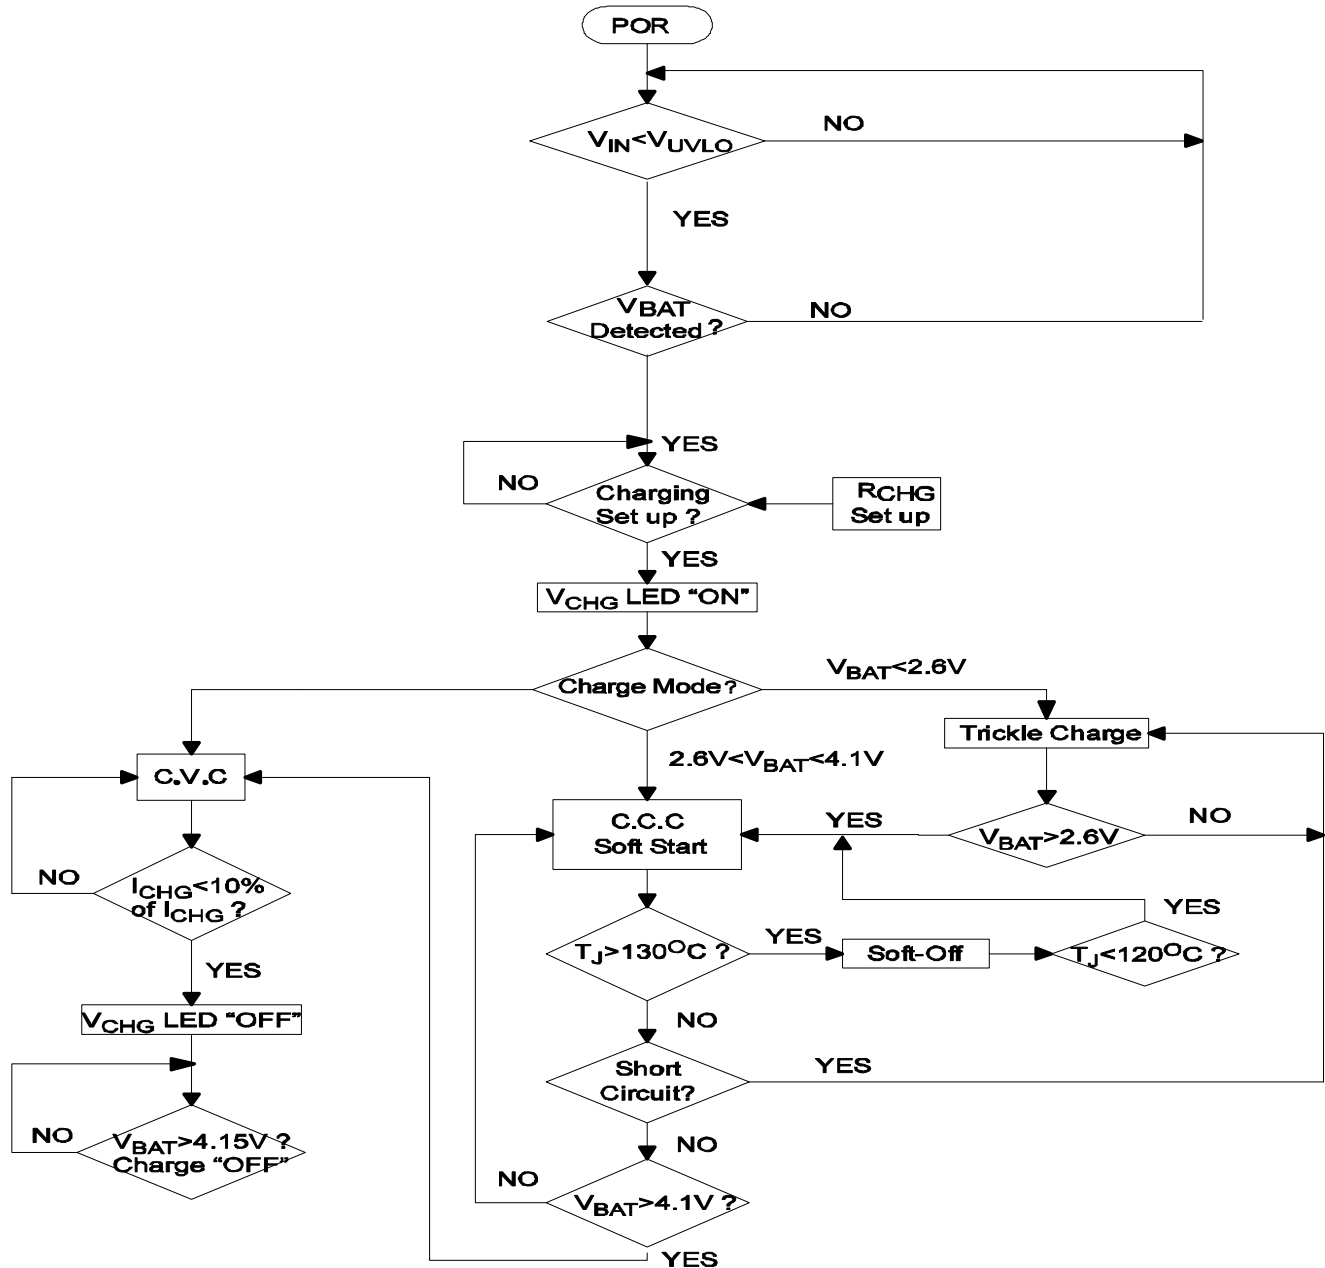 POR
VIN<VUVLO
NO
YES
VBAT
Detected ?
NO
YES
NO
Charging
Set up ?
RCHG
Set up
YES
VCHG LED “ON”
Charge Mode?
VBAT<2.6V
Trickle Charge
2.6V<VBAT<4.1V
C.V.C
C.C.C
Soft Start
YES
VBAT>2.6V
NO
NO
ICHG<10%
of ICHG ?
YES
TJ>130OC ?
YES
Soft-Off
TJ<120OC ?
YES
NO
VCHG LED “OFF”
Short
Circuit?
YES
NO
NO
VBAT>4.15V ?
Charge “OFF”
NO
VBAT>4.1V ?
YES